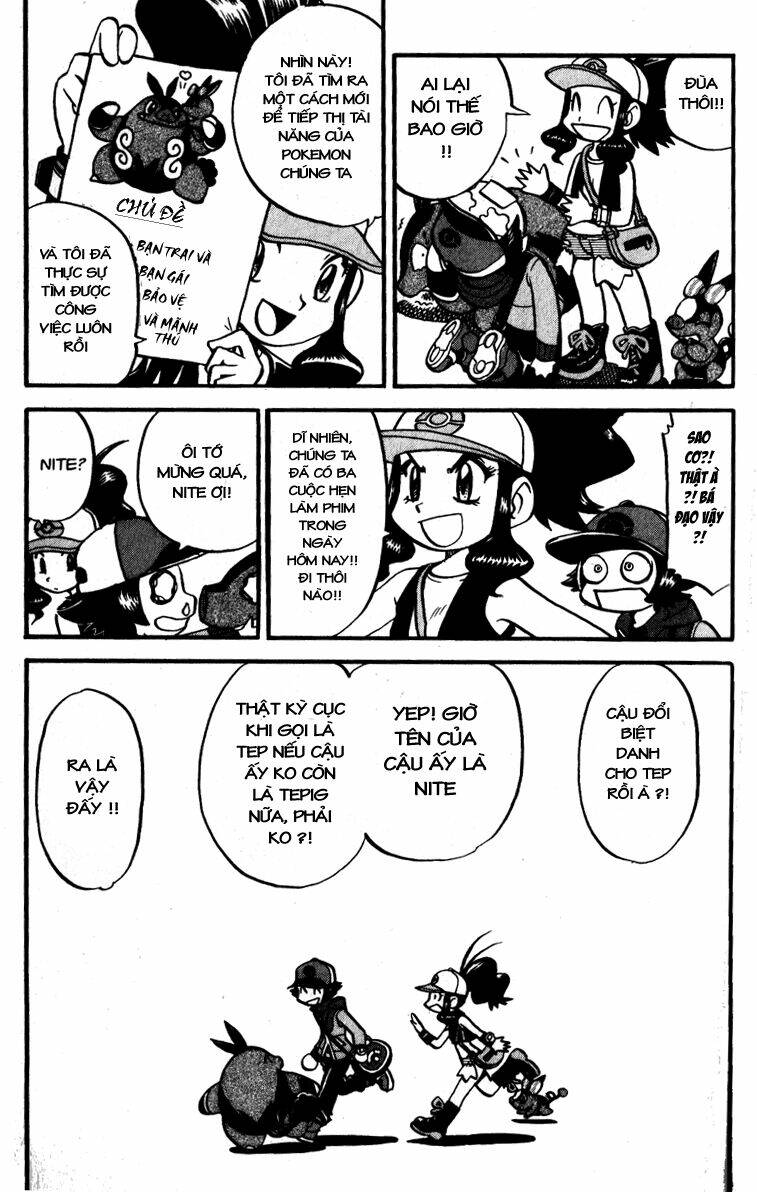 ĐÙA
THÔI!!
AI LẠI
NÓI THẾ
BAO GIỜ
!!
NHÌN NÀY!
TÔI ĐÃ TÌM RA
MỘT CÁCH MỚI
ĐỂ TIẾP THỊ TÀI
NĂNG CỦA
POKEMON
CHÚNG TA
CHỦ ĐỀ
BẠN TRAI VÀ
BẠN GÁI
BẢO VỆ
VÀ MÃNH
THÚ
VÀ TÔI ĐÃ
THỰC SỰ
TÌM ĐƯỢC
CÔNG
VIỆC LUÔN
RỒI
SAO
CƠ?!
THẬT À
?! BÁ
ĐẠO VẬY
?!
DĨ NHIÊN,
CHÚNG TA
ĐÃ CÓ BA
CUỘC HẸN
LÀM PHIM
TRONG
NGÀY
HÔM NAY!!
ĐI THÔI
NÀO!!
ÔI TỚ
MỪNG QUÁ,
NITE ƠI!
NITE?
CẬU ĐỔI
BIỆT
DANH
CHO TEP
RỒI À ?!
YEP! GIỜ
TÊN CỦA
CẬU ẤY LÀ
NITE
THẬT KỲ CỤC
KHI GỌI LÀ
TEP NẾU CẬU
ẤY KO CÒN
LÀ TEPIG
NỮA, PHẢI
KO ?!
RA LÀ
VẬY
ĐẤY !!